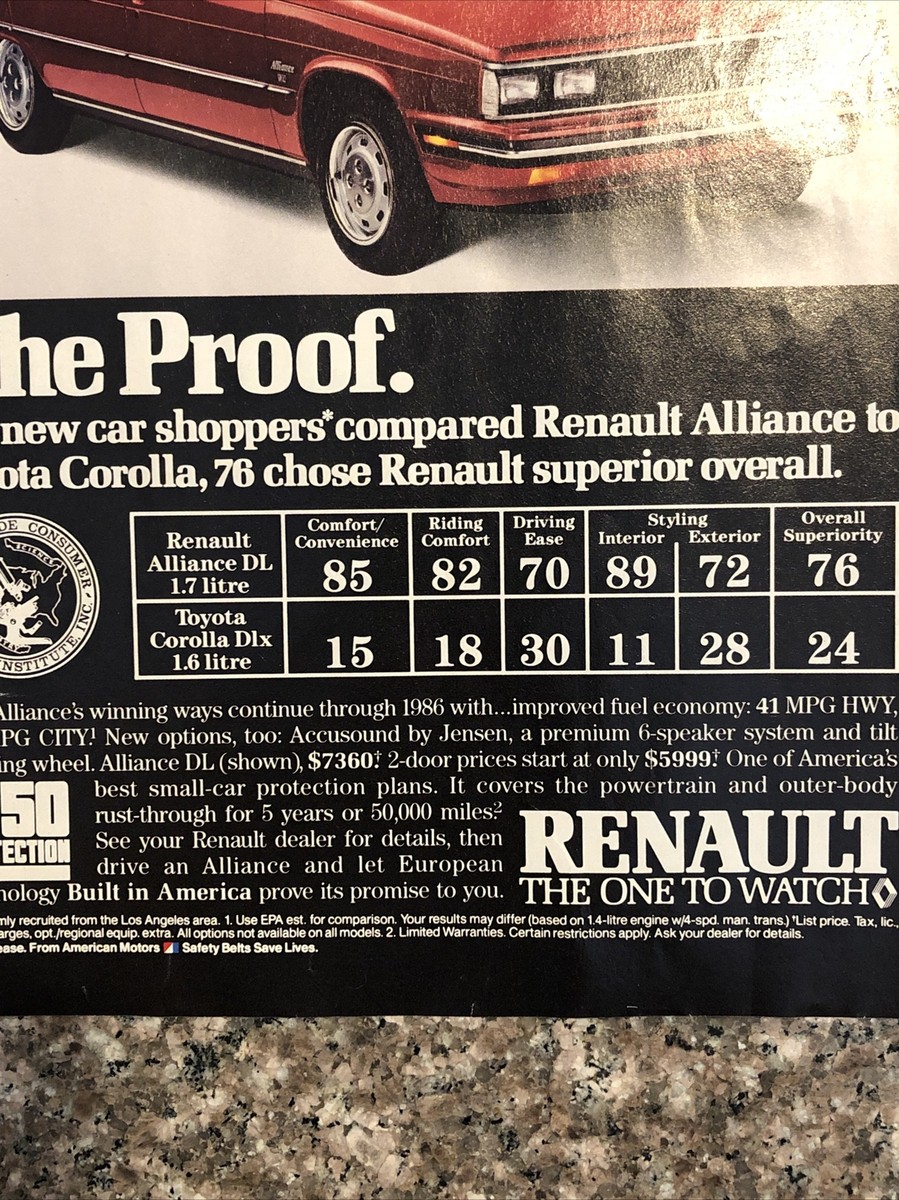 Alliance
he Proof.
new car shoppers* compared Renault Alliance to
ota Corolla, 76 chose Renault superior overall.
DE CONSUMER
SCIENCE
INSTITUTE, INC.
Renault Alliance DL 1.7 litre
Comfort/Convenience Riding Comfort Driving Ease Styling Interior Exterior Overall Superiority
85 82 70 89 72 76
Toyota Corolla Dlx 1.6 litre
15 18 30 11 28 24
Alliance's winning ways continue through 1986 with...improved fuel economy: 41 MPG HWY,
PG CITY.¹ New options, too: Accusound by Jensen, a premium 6-speaker system and tilt
ing wheel. Alliance DL (shown), $7360.† 2-door prices start at only $5999.† One of America's
best small-car protection plans. It covers the powertrain and outer-body
rust-through for 5 years or 50,000 miles.²
See your Renault dealer for details, then
drive an Alliance and let European
nology Built in America prove its promise to you.
50
TECTION
RENAULT
THE ONE TO WATCH
mly recruited from the Los Angeles area. 1. Use EPA est. for comparison. Your results may differ (based on 1.4-litre engine w/4-spd. man. trans.) †List price. Tax, lic.,
arges, opt./regional equip. extra. All options not available on all models. 2. Limited Warranties. Certain restrictions apply. Ask your dealer for details.
ease. From American Motors Safety Belts Save Lives.